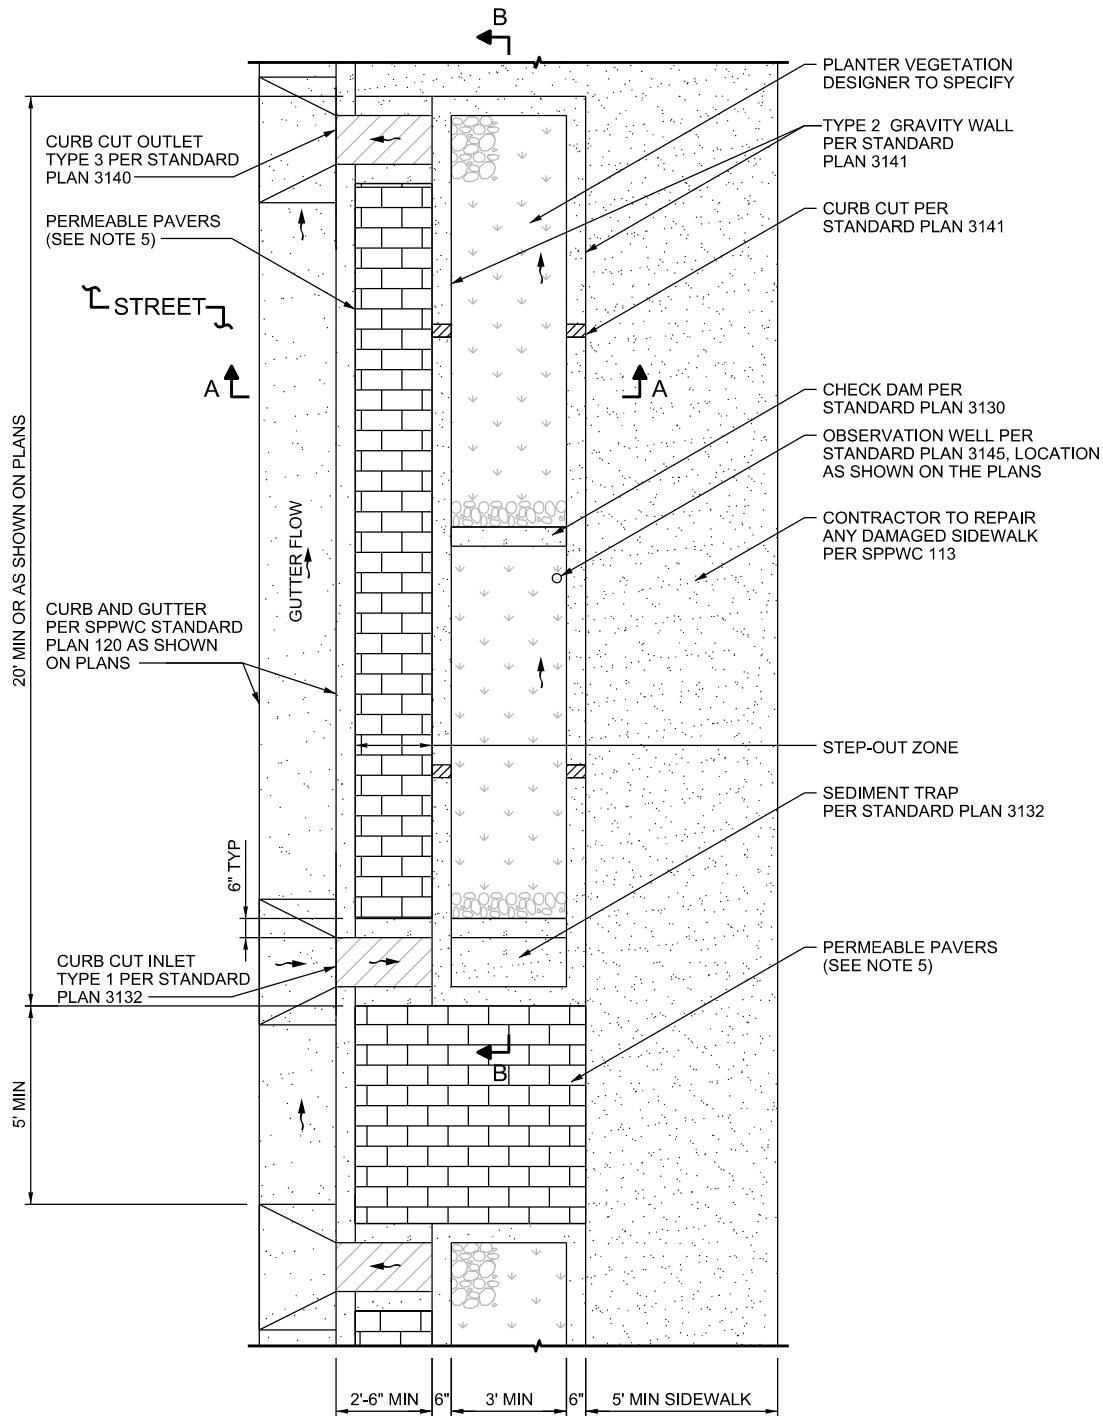 B
PLANTER VEGETATION
DESIGNER TO SPECIFY
TYPE 2 GRAVITY WALL
PER STANDARD
PLAN 3141
CURB CUT OUTLET
TYPE 3 PER STANDARD
PLAN 3140
CURB CUT PER
STANDARD PLAN 3141
PERMEABLE PAVERS
(SEE NOTE 5)
STREET
A
A
CHECK DAM PER
STANDARD PLAN 3130
OBSERVATION WELL PER
STANDARD PLAN 3145, LOCATION
AS SHOWN ON THE PLANS
CONTRACTOR TO REPAIR
ANY DAMAGED SIDEWALK
PER SPPWC 113
20' MIN OR AS SHOWN ON PLANS
GUTTER FLOW
CURB AND GUTTER
PER SPPWC STANDARD
PLAN 120 AS SHOWN
ON PLANS
STEP-OUT ZONE
SEDIMENT TRAP
PER STANDARD PLAN 3132
6" TYP
CURB CUT INLET
TYPE 1 PER STANDARD
PLAN 3132
PERMEABLE PAVERS
(SEE NOTE 5)
B
5' MIN
2'-6" MIN
6"
3' MIN
6"
5' MIN SIDEWALK